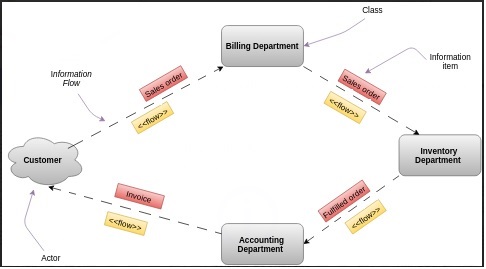 Class
Billing Department
Information
Flow
Sales order
<<flow>>
Information
item
Sales order
<<flow>>
Customer
Inventory
Department
Invoice
<<flow>>
Fulfilled order
<<flow>>
Accounting
Department
Actor